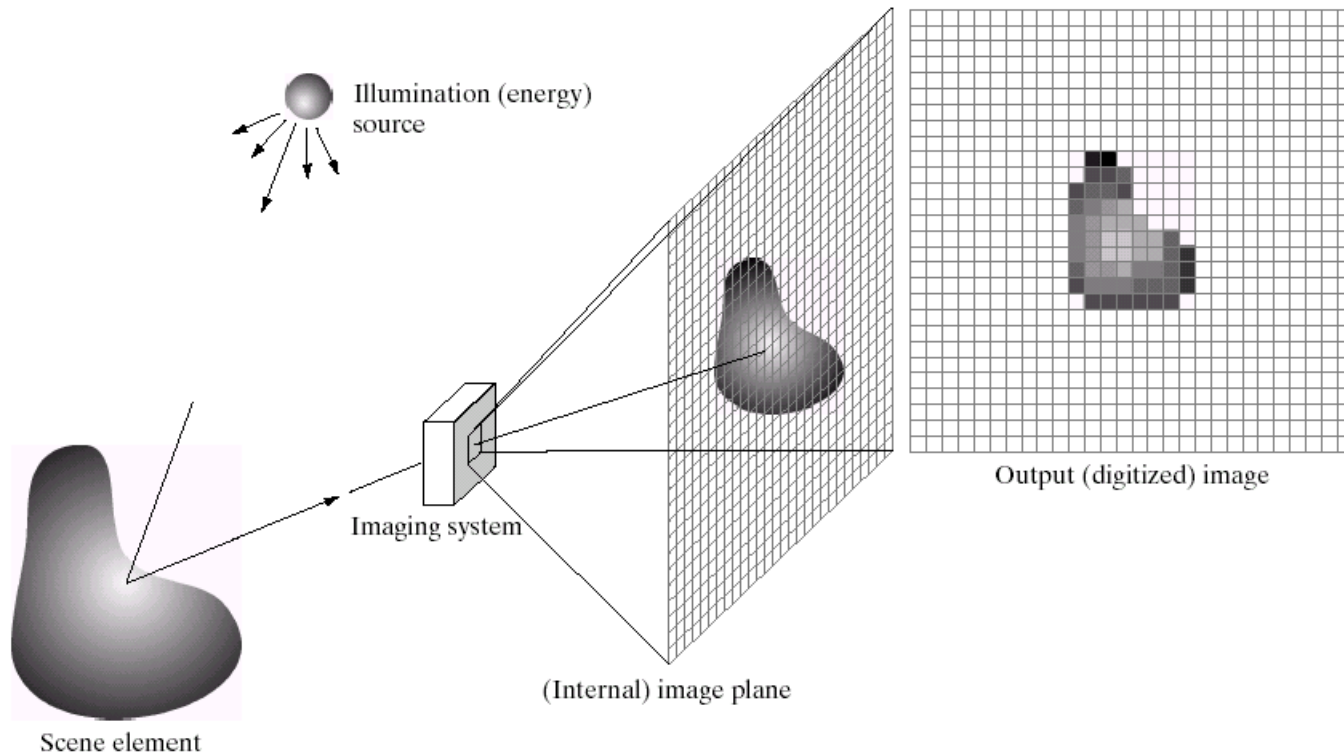 Illumination (energy)
source
Output (digitized) image
Imaging system
(Internal) image plane
Scene element